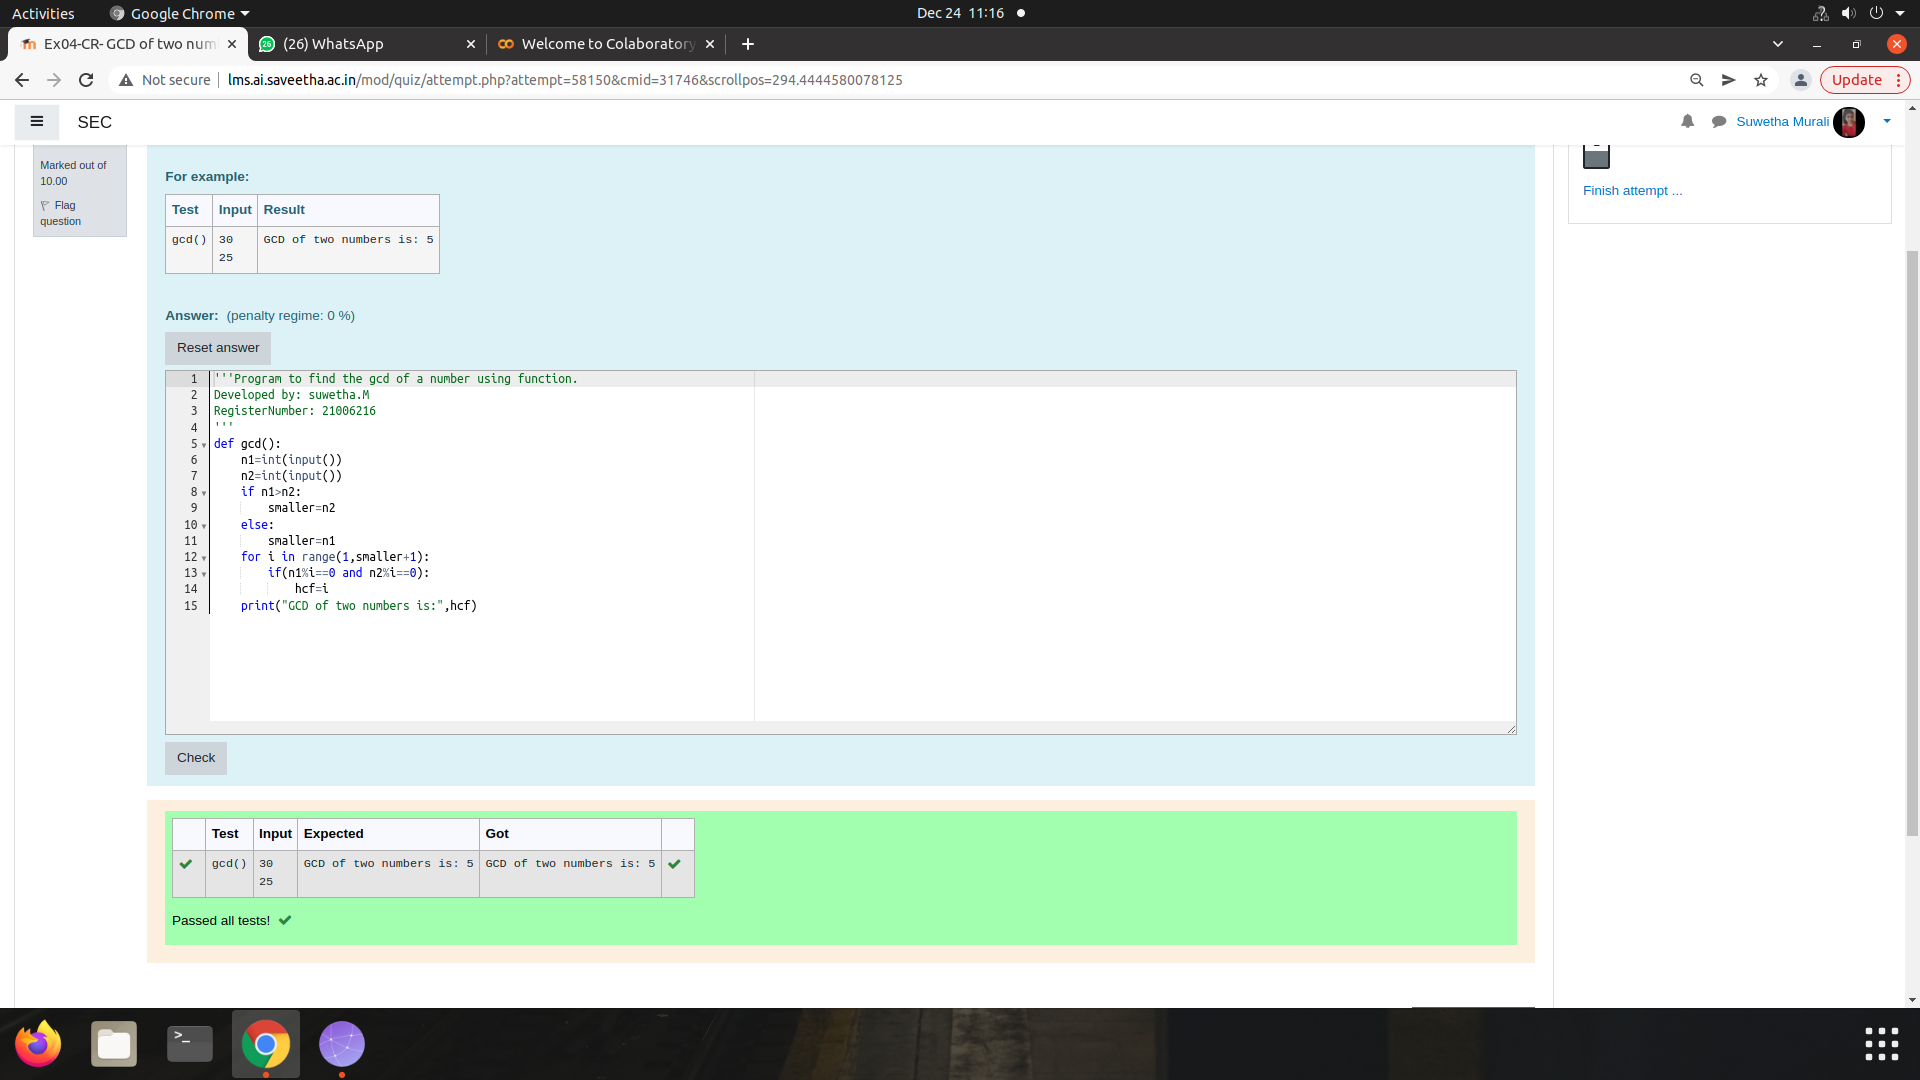 Activities
Google Chrome
Dec 24 11:16
Ex04-CR- GCD of two num
(26) WhatsApp
Welcome to Colaboratory
Not secure
lms.ai.saveetha.ac.in/mod/quiz/attempt.php?attempt=58150&cmid=31746&scrollpos=294.4444580078125
Update
SEC
Suwetha Murali
Marked out of
10.00
Flag
question
For example:
Test Input Result
gcd() 30 GCD of two numbers is: 5
25
Answer: (penalty regime: 0 %)
Reset answer
1 '''Program to find the gcd of a number using function.
2 Developed by: suwetha.M
3 RegisterNumber: 21006216
4 '''
5 def gcd():
6 n1=int(input())
7 n2=int(input())
8 if n1>n2:
9 smaller=n2
10 else:
11 smaller=n1
12 for i in range(1,smaller+1):
13 if(n1%i==0 and n2%i==0):
14 hcf=i
15 print("GCD of two numbers is:",hcf)
Check
Test Input Expected Got
gcd() 30 GCD of two numbers is: 5 GCD of two numbers is: 5
25
Passed all tests!
Finish attempt ...